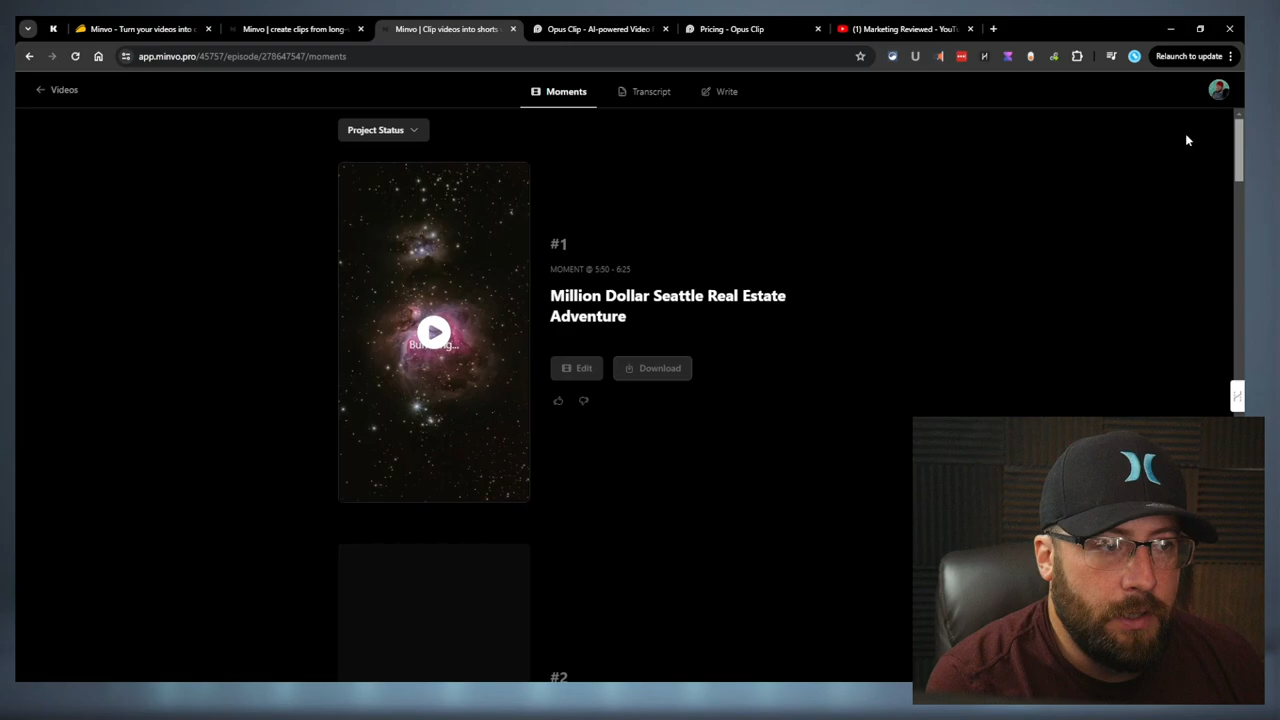 K
Minvo - Turn your videos into
Minvo | create clips from long-
Minvo | Clip videos into shorts
Opus Clip - AI-powered Video
Pricing - Opus Clip
(1) Marketing Reviewed - YouT
app.minvo.pro/45757/episode/278647547/moments
Relaunch to update
Videos
Moments
Transcript
Write
Project Status
#1
MOMENT @ 5:50 - 6:25
Million Dollar Seattle Real Estate
Adventure
Edit
Download
#2